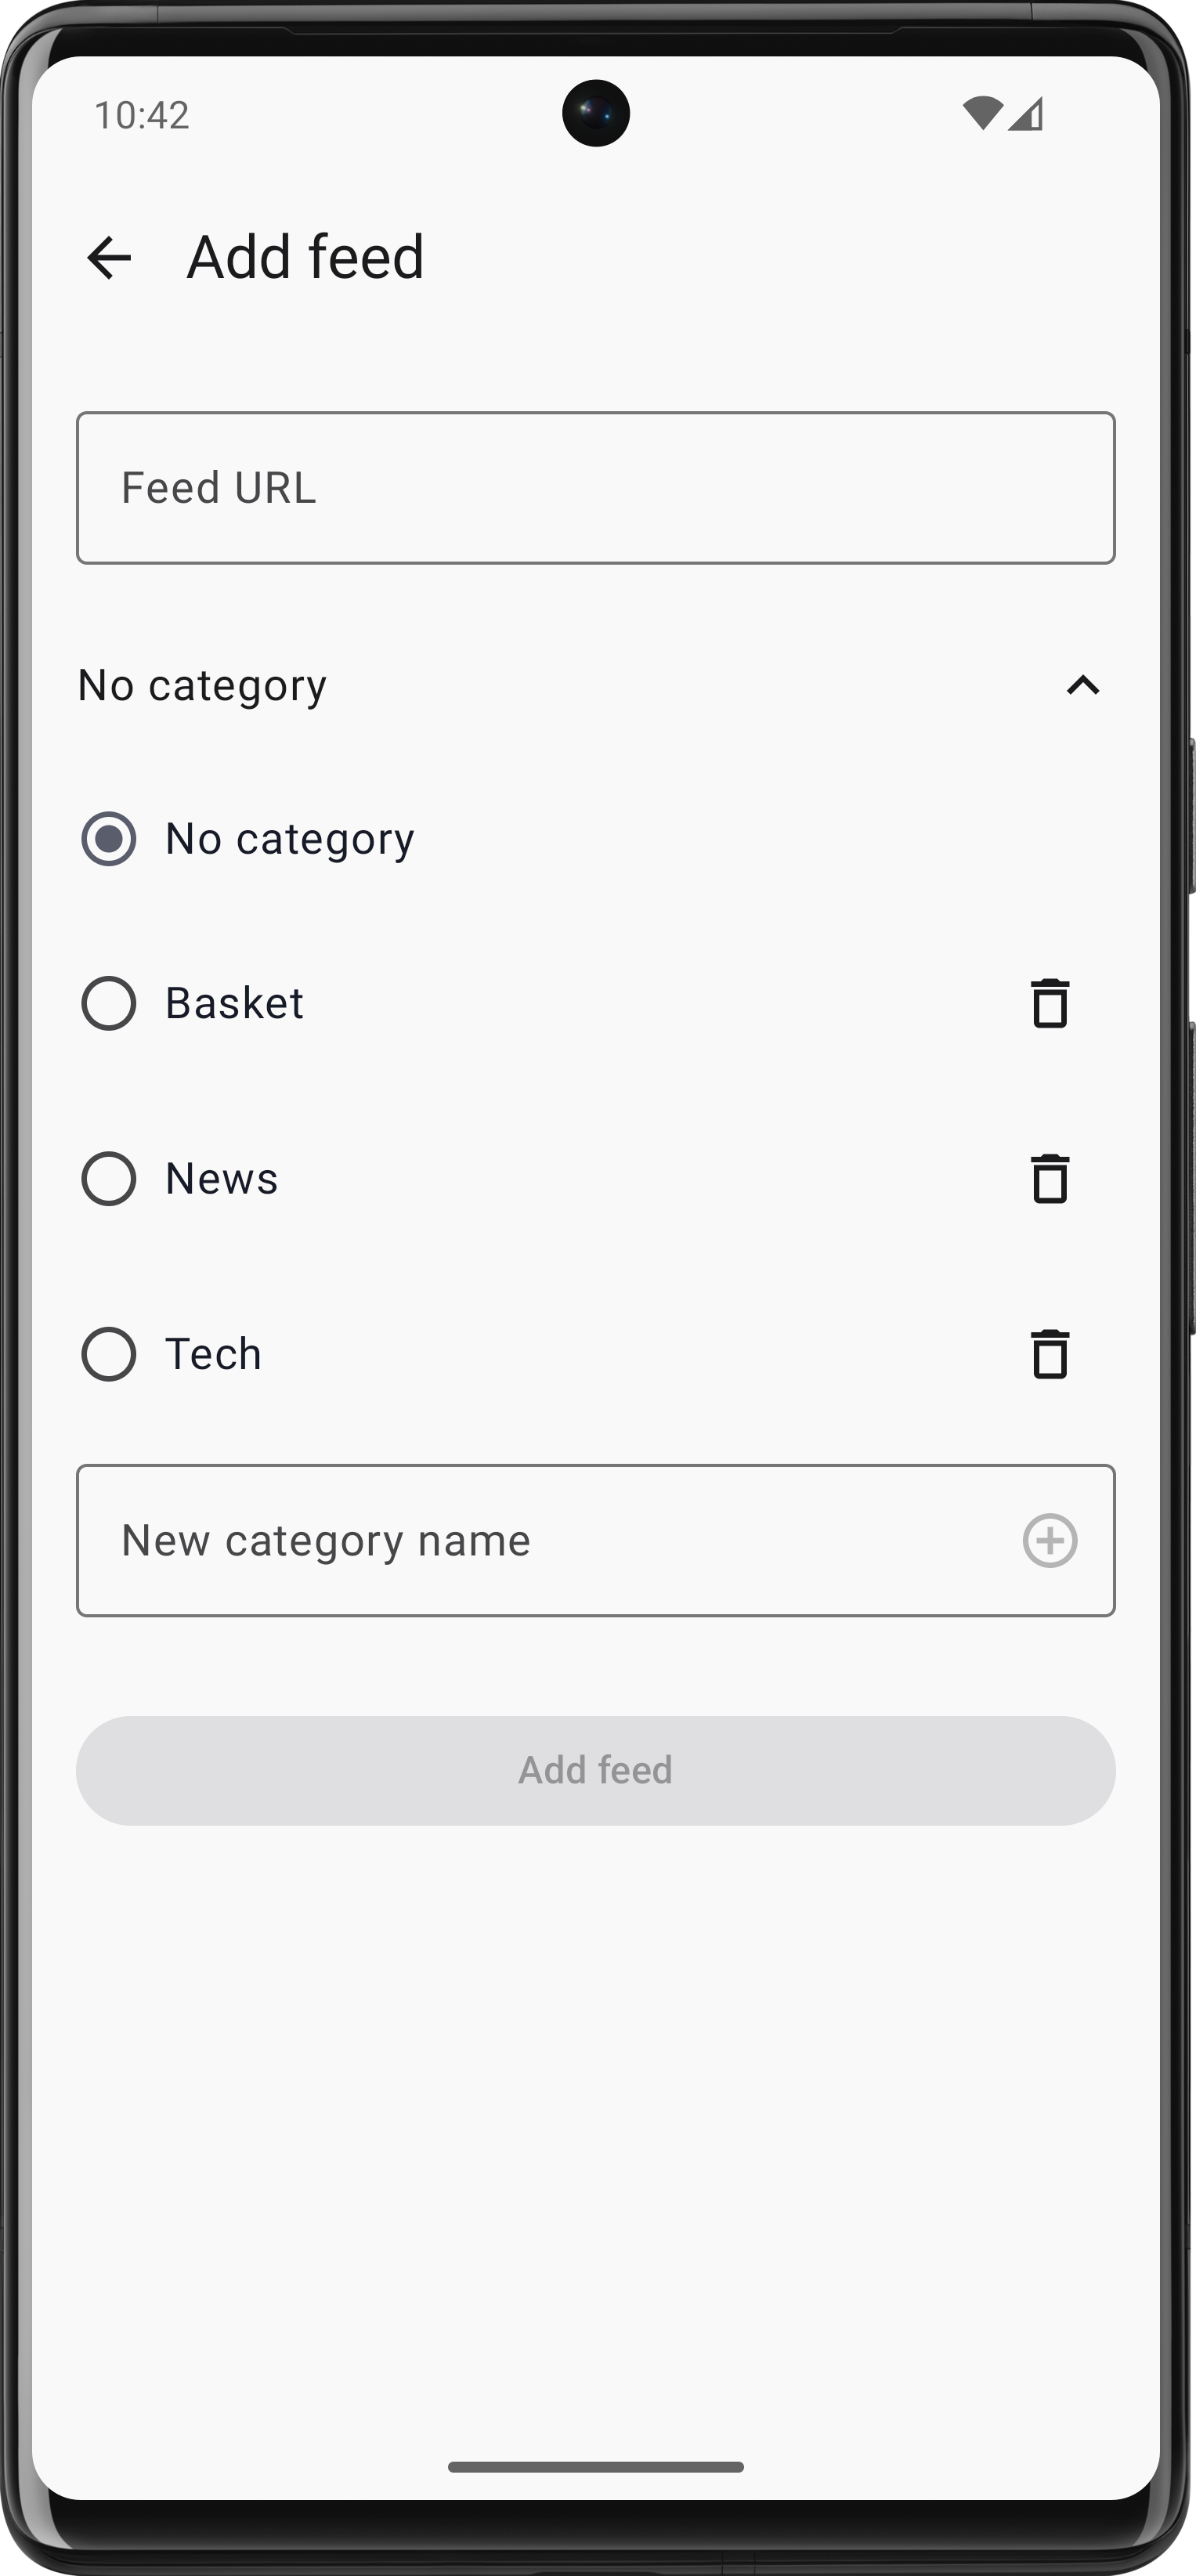 10:42
Add feed
Feed URL
No category
No category
Basket
News
Tech
New category name
Add feed